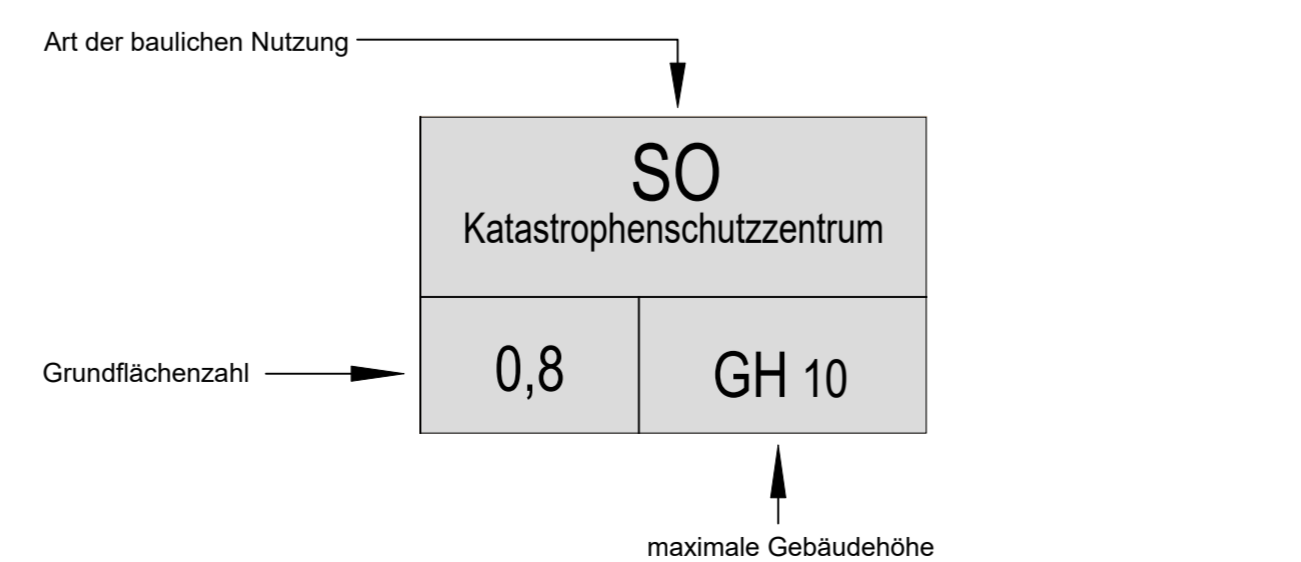 Art der baulichen Nutzung
SO
Katastrophenschutzzentrum
Grundflächenzahl
0,8
GH 10
maximale Gebäudehöhe